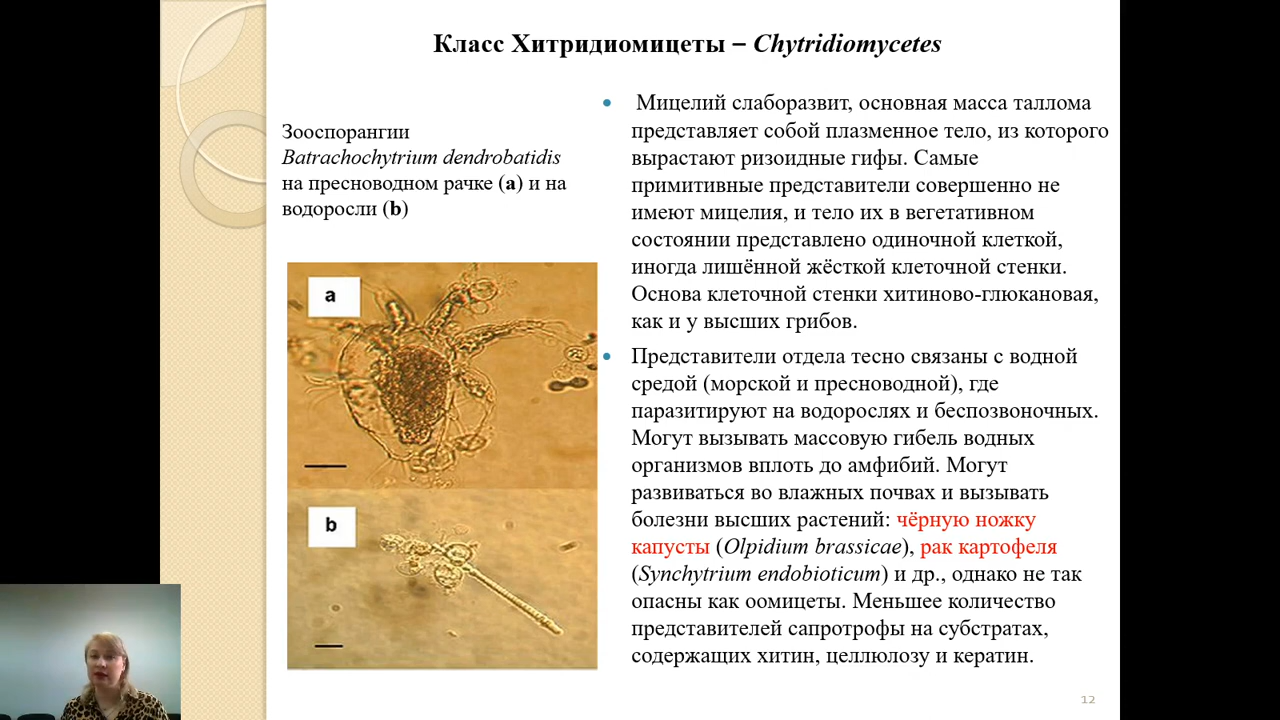 Класс Хитридиомицеты – Chytridiomycetes
Зооспорангии
Batrachochytrium dendrobatidis
на пресноводном рачке (a) и на
водоросли (b)
a
b
• Мицелий слаборазвит, основная масса таллома
представляет собой плазменное тело, из которого
вырастают ризоидные гифы. Самые
примитивные представители совершенно не
имеют мицелия, и тело их в вегетативном
состоянии представлено одиночной клеткой,
иногда лишённой жёсткой клеточной стенки.
Основа клеточной стенки хитиново-глюкановая,
как и у высших грибов.
• Представители отдела тесно связаны с водной
средой (морской и пресноводной), где
паразитируют на водорослях и беспозвоночных.
Могут вызывать массовую гибель водных
организмов вплоть до амфибий. Могут
развиваться во влажных почвах и вызывать
болезни высших растений: чёрную ножку
капусты (Olpidium brassicae), рак картофеля
(Synchytrium endobioticum) и др., однако не так
опасны как оомицеты. Меньшее количество
представителей сапротрофы на субстратах,
содержащих хитин, целлюлозу и кератин.
12